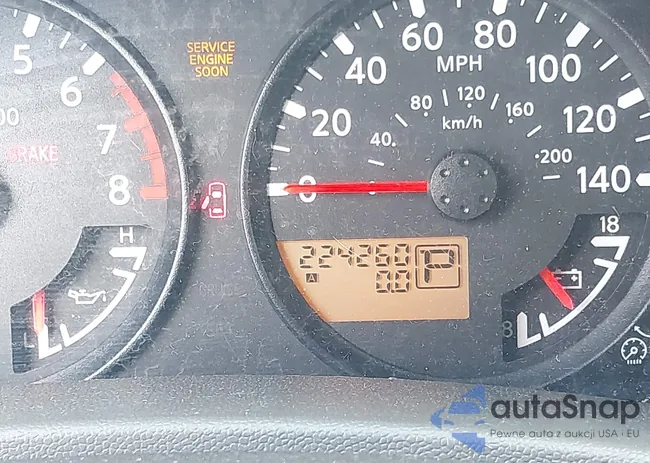 5
6
7
8
00
BRAKE
H
L
SERVICE
ENGINE
SOON
0
20
40
60
80
100
120
140
MPH
40
80
120
160
200
km/h
224260
A 0.0
P
18
8
autaSnap
Pewne auta z aukcji USA i EU